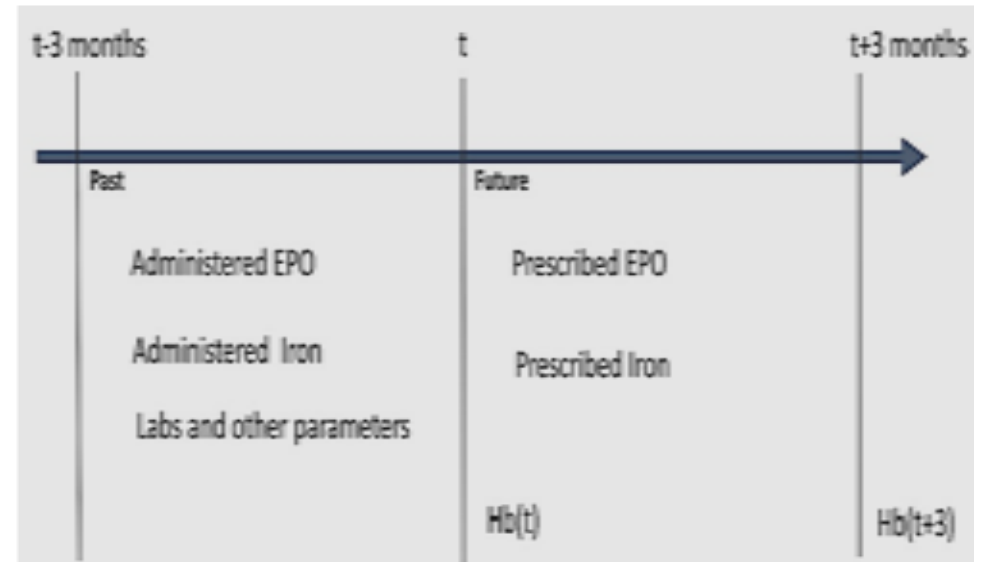 t-3 months t t+3 months
Past Future
Administered EPO Prescribed EPO
Administered Iron Prescribed Iron
Labs and other parameters
Hb(t) Hb(t+3)